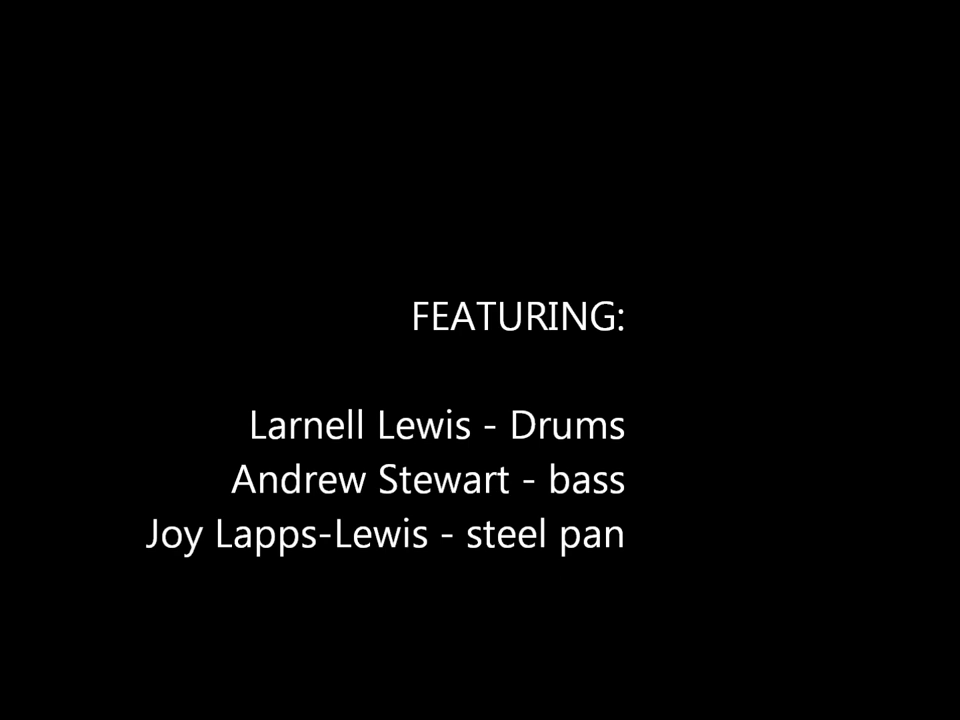 FEATURING:
Larnell Lewis - Drums
Andrew Stewart - bass
Joy Lapps-Lewis - steel pan